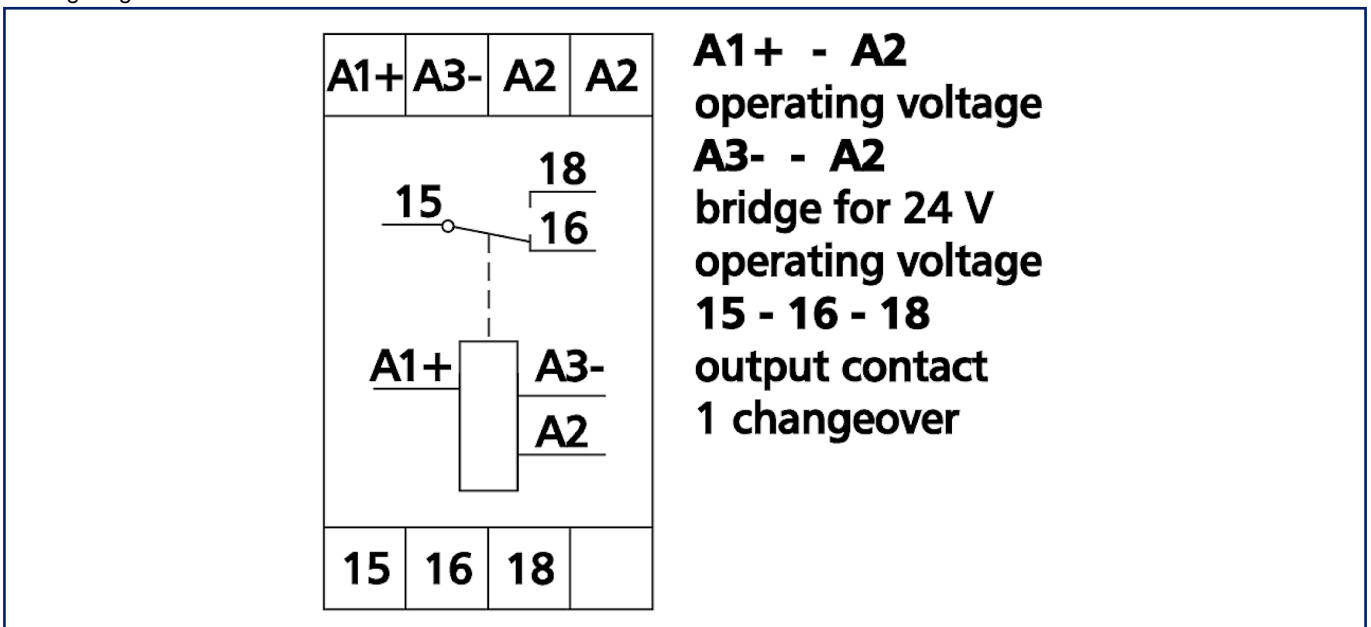 A1+ A3- A2 A2
18
15
16
A1+ A3-
A2
15 16 18
A1+ - A2
operating voltage
A3- - A2
bridge for 24 V
operating voltage
15 - 16 - 18
output contact
1 changeover